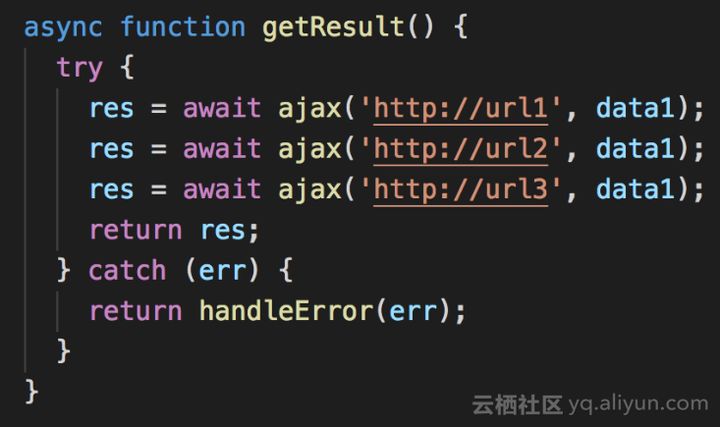 async function getResult() {
  try {
    res = await ajax('http://url1', data1);
    res = await ajax('http://url2', data1);
    res = await ajax('http://url3', data1);
    return res;
  } catch (err) {
    return handleError(err);
  }
}
云栖社区 yq.aliyun.com